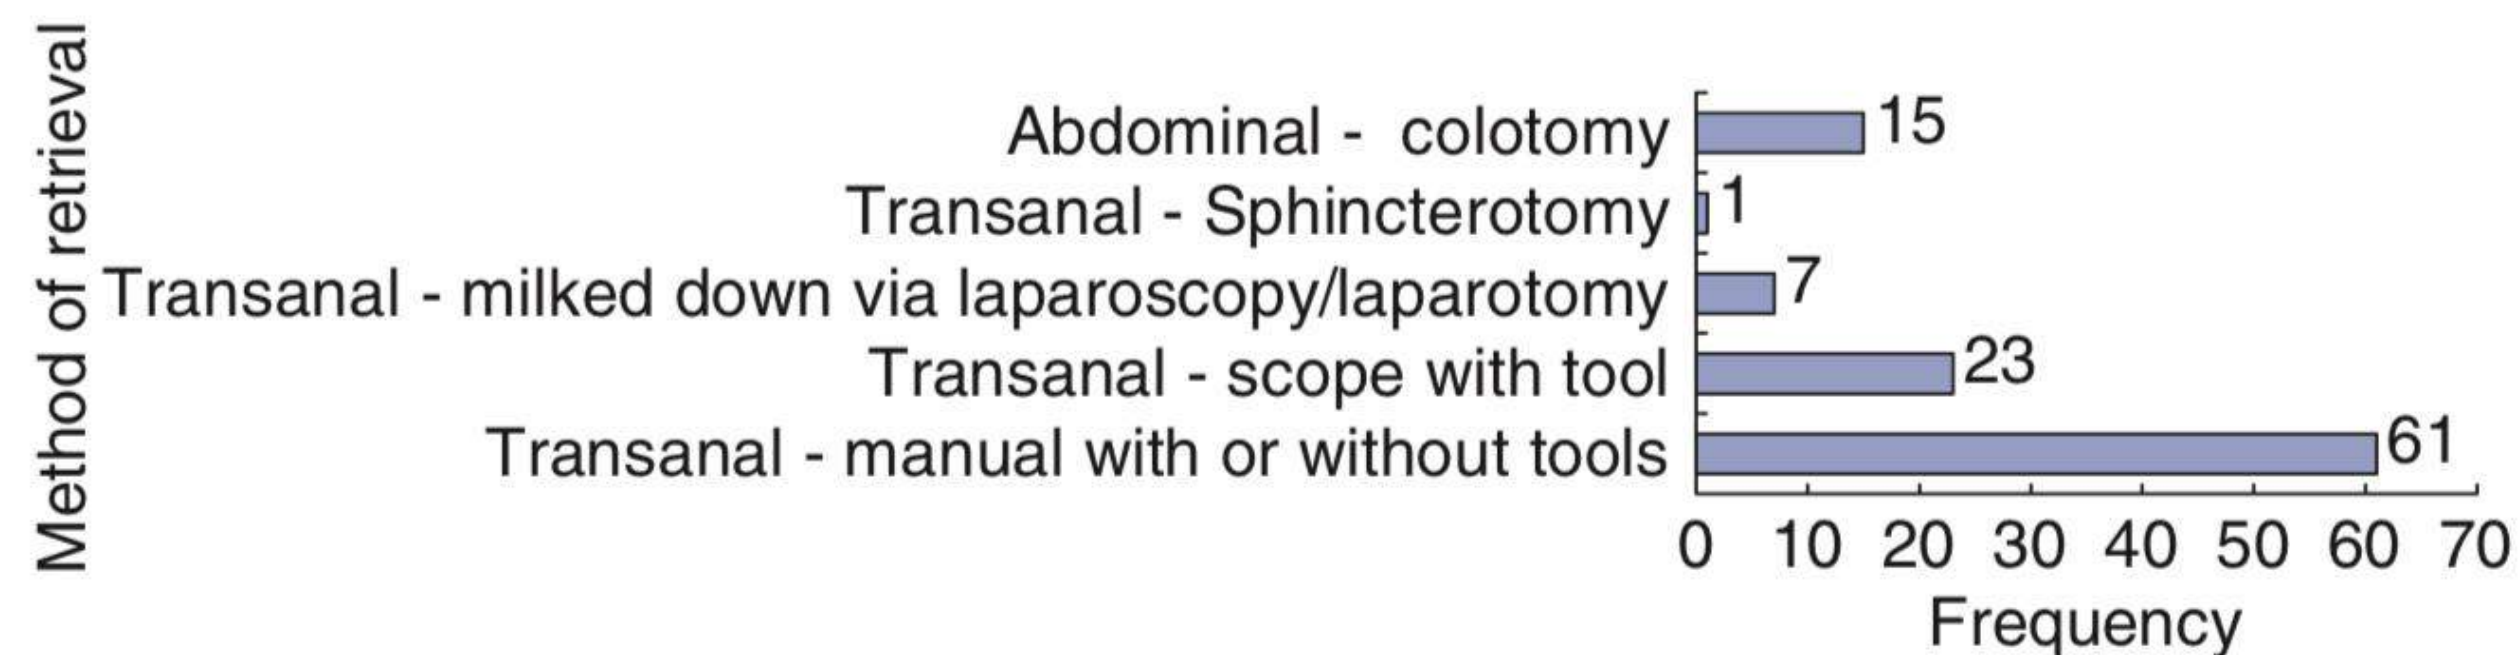 Method of retrieval
Abdominal - colotomy 15
Transanal - Sphincterotomy 1
Transanal - milked down via laparoscopy/laparotomy 7
Transanal - scope with tool 23
Transanal - manual with or without tools 61
0 10 20 30 40 50 60 70
Frequency